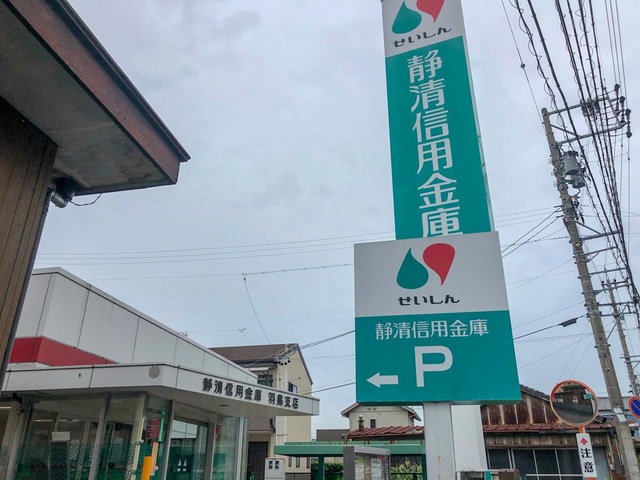 せいしん
静清信用金庫
せいしん
静清信用金庫
← P
静清信用金庫 羽鳥支店
注意